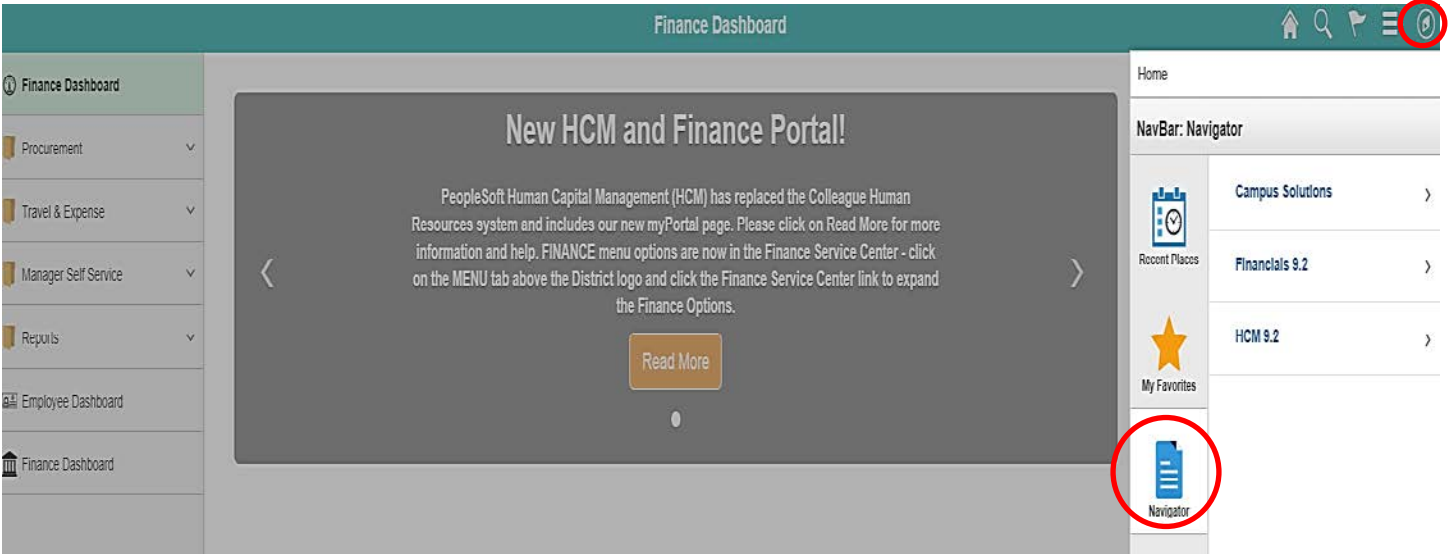 Finance Dashboard
Finance Dashboard
Procurement
Travel & Expense
Manager Self Service
Reports
Employee Dashboard
Finance Dashboard
New HCM and Finance Portal!
PeopleSoft Human Capital Management (HCM) has replaced the Colleague Human
Resources system and includes our new myPortal page. Please click on Read More for more
information and help. FINANCE menu options are now in the Finance Service Center - click
on the MENU tab above the District logo and click the Finance Service Center link to expand
the Finance Options.
Read More
Home
NavBar: Navigator
Recent Places
My Favorites
Navigator
Campus Solutions
Financials 9.2
HCM 9.2